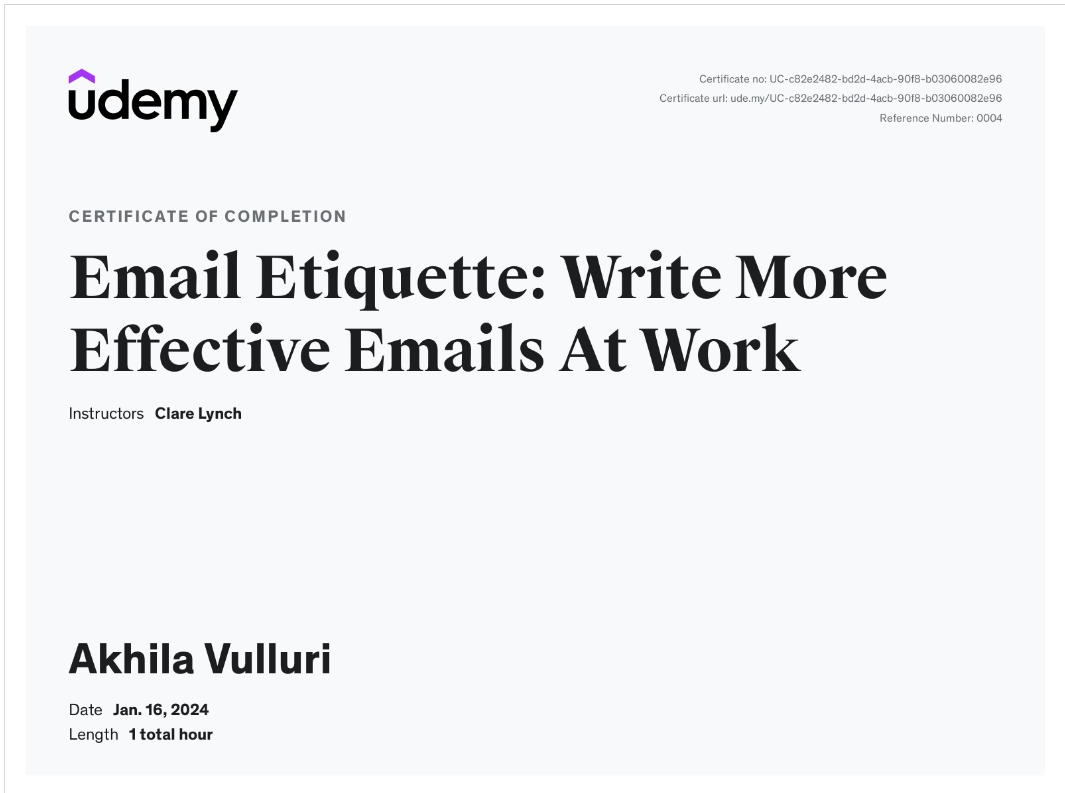 udemy
Certificate no: UC-c82e2482-bd2d-4acb-90f8-b03060082e96
Certificate url: ude.my/UC-c82e2482-bd2d-4acb-90f8-b03060082e96
Reference Number: 0004
CERTIFICATE OF COMPLETION
Email Etiquette: Write More
Effective Emails At Work
Instructors Clare Lynch
Akhila Vulluri
Date Jan. 16, 2024
Length 1 total hour